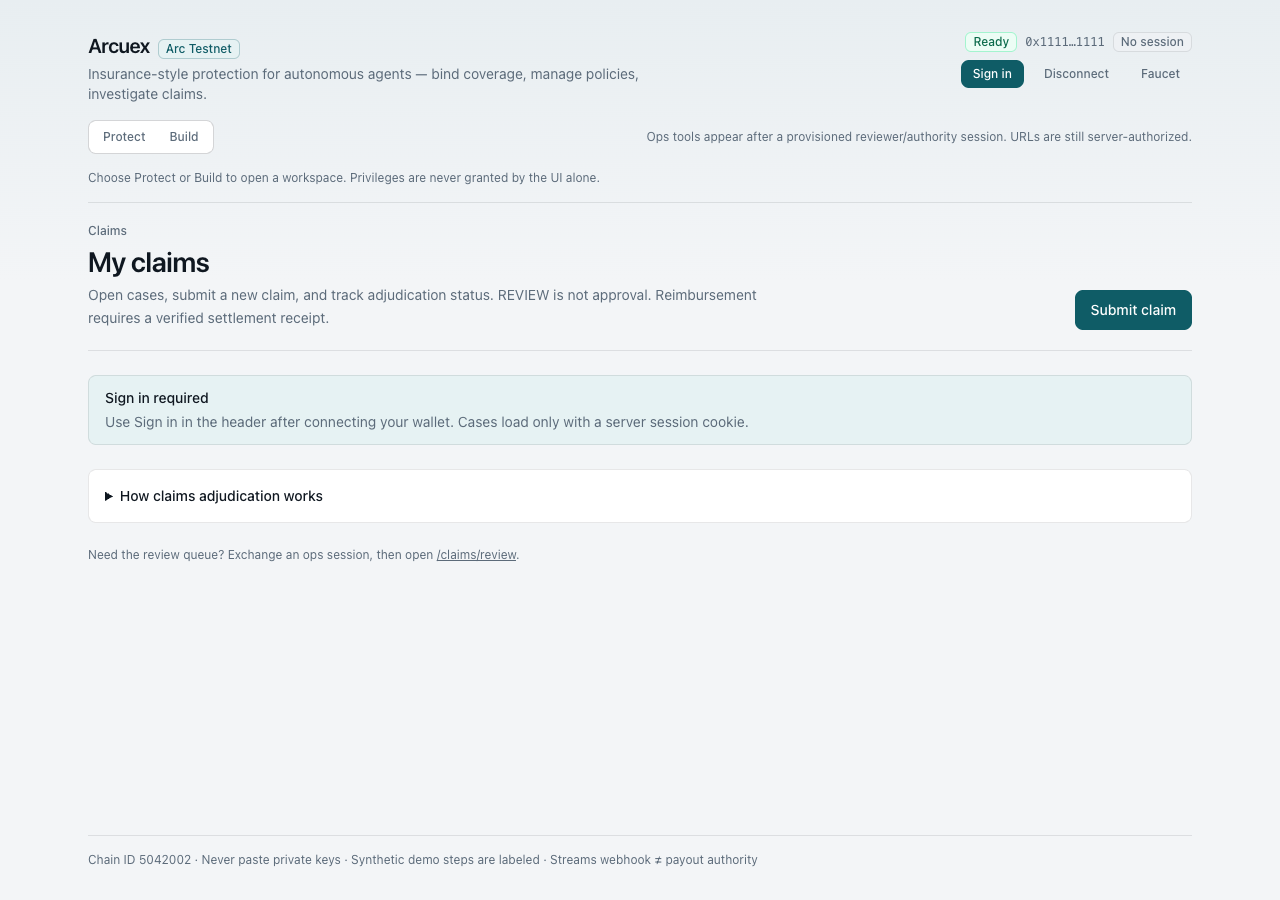 Arcuex Arc Testnet
Ready 0x1111…1111 No session
Insurance-style protection for autonomous agents — bind coverage, manage policies,
investigate claims.
Sign in Disconnect Faucet
Protect Build
Ops tools appear after a provisioned reviewer/authority session. URLs are still server-authorized.
Choose Protect or Build to open a workspace. Privileges are never granted by the UI alone.
Claims
My claims
Open cases, submit a new claim, and track adjudication status. REVIEW is not approval. Reimbursement
requires a verified settlement receipt.
Submit claim
Sign in required
Use Sign in in the header after connecting your wallet. Cases load only with a server session cookie.
How claims adjudication works
Need the review queue? Exchange an ops session, then open /claims/review.
Chain ID 5042002 · Never paste private keys · Synthetic demo steps are labeled · Streams webhook ≠ payout authority